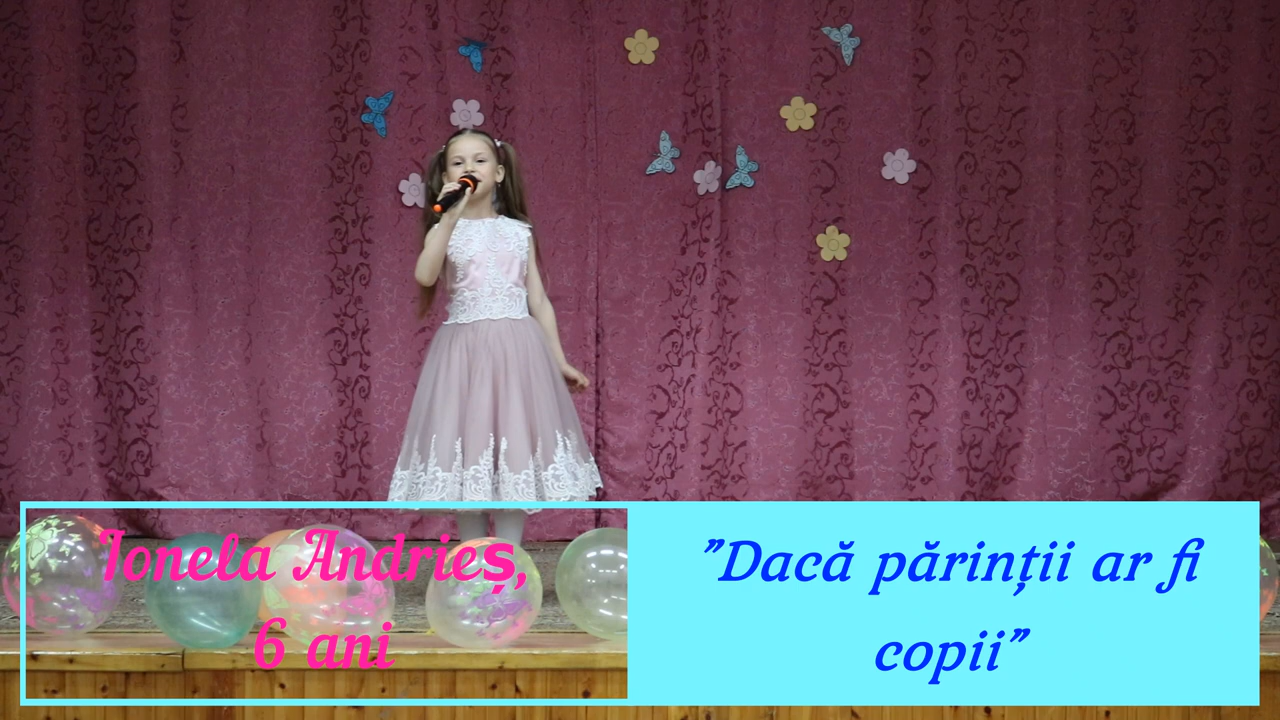 Ionela Andrieș,
6 ani
”Dacă părinții ar fi
copii”